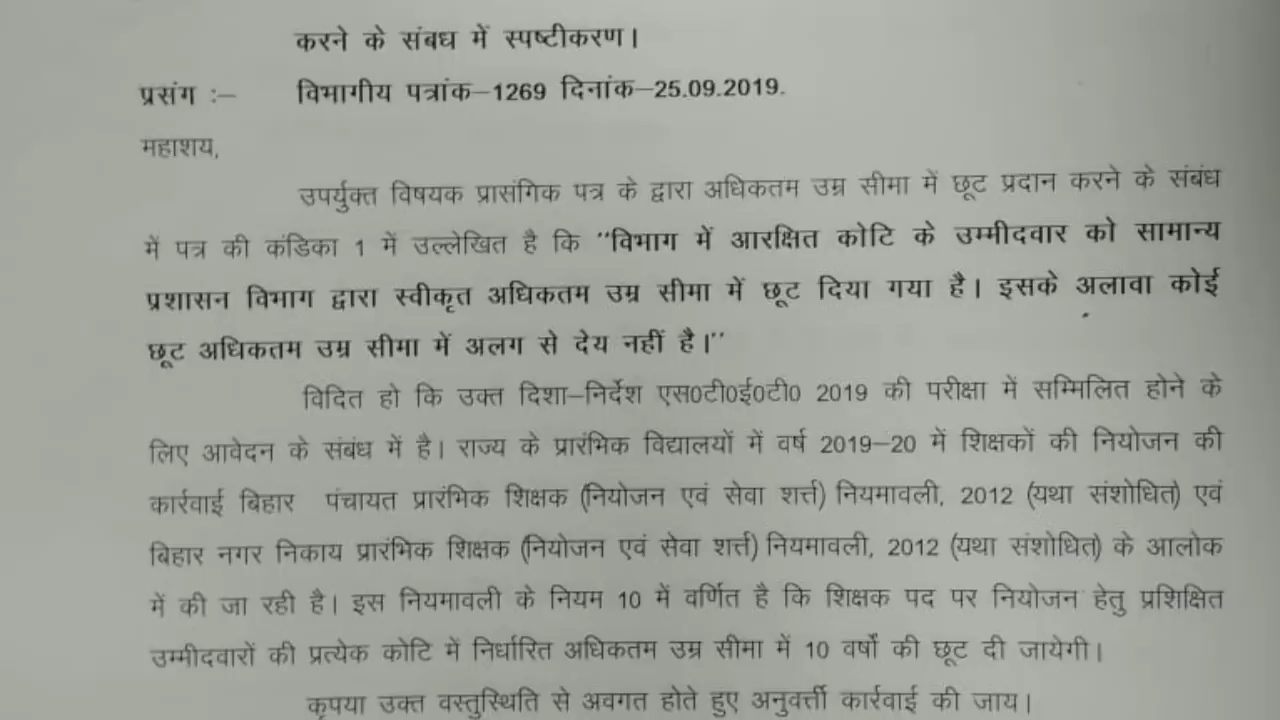 करने के संबध में स्पष्टीकरण।
प्रसंग :– विभागीय पत्रांक–1269 दिनांक–25.09.2019.
महाशय,
उपर्युक्त विषयक प्रासंगिक पत्र के द्वारा अधिकतम उम्र सीमा में छूट प्रदान करने के संबंध
में पत्र की कंडिका 1 में उल्लेखित है कि ''विभाग में आरक्षित कोटि के उम्मीदवार को सामान्य
प्रशासन विभाग द्वारा स्वीकृत अधिकतम उम्र सीमा में छूट दिया गया है। इसके अलावा कोई
छूट अधिकतम उम्र सीमा में अलग से देय नहीं है।''
विदित हो कि उक्त दिशा–निर्देश एस0टी0ई0टी0 2019 की परीक्षा में सम्मिलित होने के
लिए आवेदन के संबंध में है। राज्य के प्रारंभिक विद्यालयों में वर्ष 2019–20 में शिक्षकों की नियोजन की
कार्रवाई बिहार पंचायत प्रारंभिक शिक्षक (नियोजन एवं सेवा शर्त्त) नियमावली, 2012 (यथा संशोधित) एवं
बिहार नगर निकाय प्रारंभिक शिक्षक (नियोजन एवं सेवा शर्त्त) नियमावली, 2012 (यथा संशोधित) के आलोक
में की जा रही है। इस नियमावली के नियम 10 में वर्णित है कि शिक्षक पद पर नियोजन हेतु प्रशिक्षित
उम्मीदवारों की प्रत्येक कोटि में निर्धारित अधिकतम उम्र सीमा में 10 वर्षों की छूट दी जायेगी।
कृपया उक्त वस्तुस्थिति से अवगत होते हुए अनुवर्त्ती कार्रवाई की जाय।